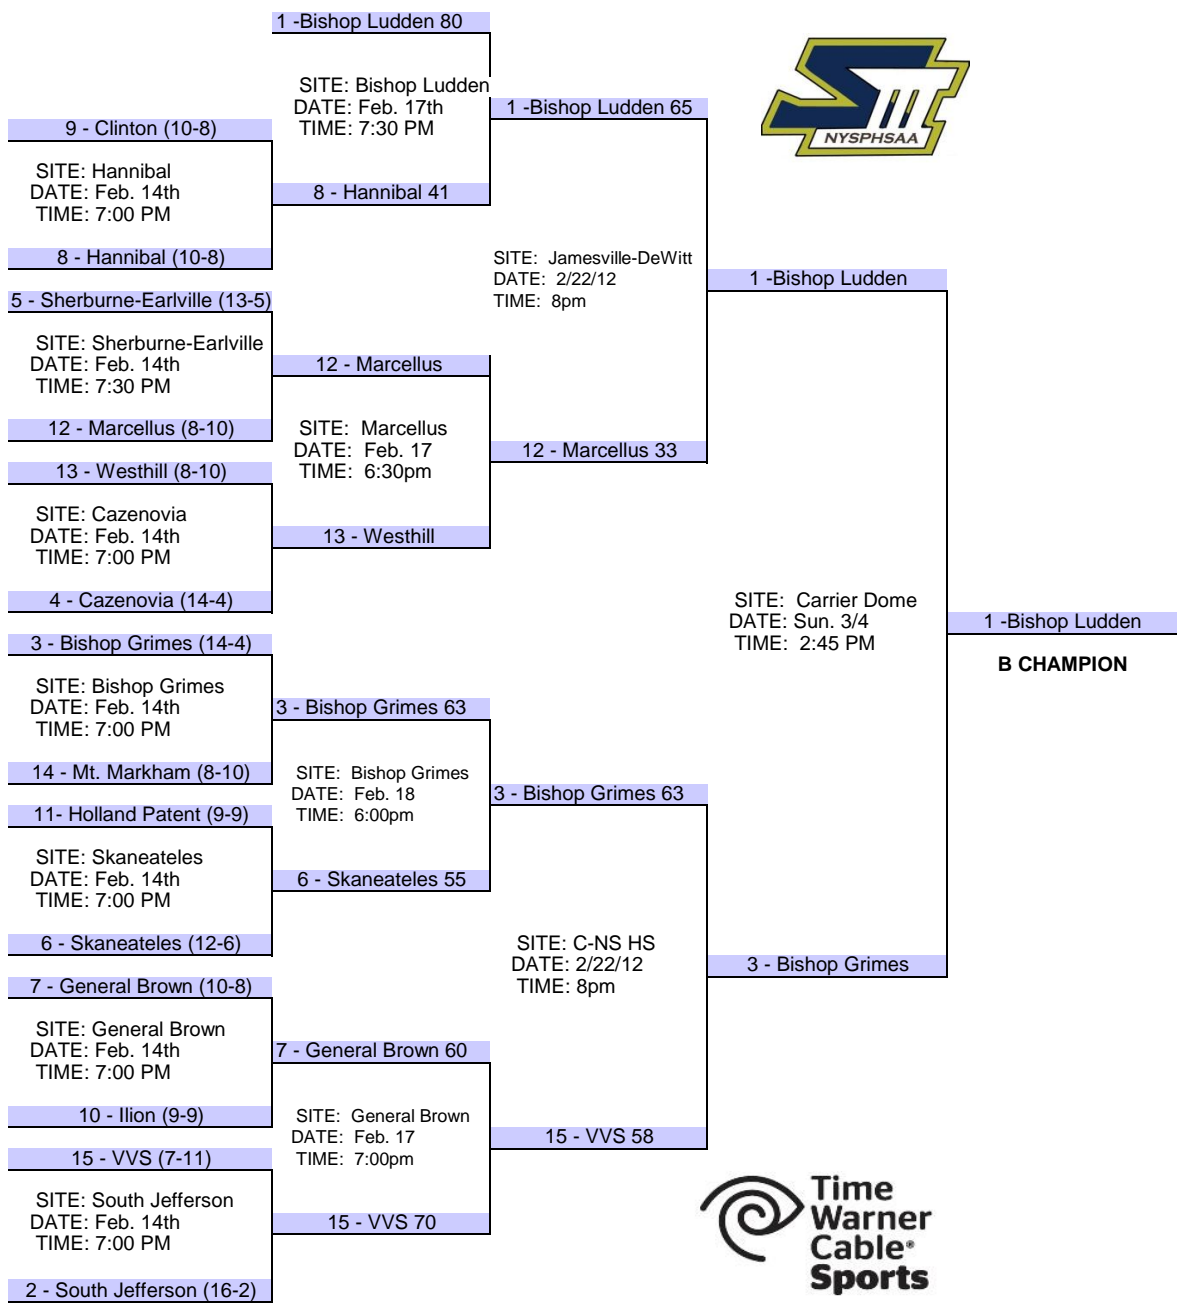 1 -Bishop Ludden 80
SITE: Bishop Ludden
DATE: Feb. 17th
TIME: 7:30 PM
8 - Hannibal 41
9 - Clinton (10-8)
SITE: Hannibal
DATE: Feb. 14th
TIME: 7:00 PM
8 - Hannibal (10-8)
5 - Sherburne-Earlville (13-5)
SITE: Sherburne-Earlville
DATE: Feb. 14th
TIME: 7:30 PM
12 - Marcellus (8-10)
13 - Westhill (8-10)
SITE: Cazenovia
DATE: Feb. 14th
TIME: 7:00 PM
4 - Cazenovia (14-4)
3 - Bishop Grimes (14-4)
SITE: Bishop Grimes
DATE: Feb. 14th
TIME: 7:00 PM
14 - Mt. Markham (8-10)
11- Holland Patent (9-9)
SITE: Skaneateles
DATE: Feb. 14th
TIME: 7:00 PM
6 - Skaneateles (12-6)
7 - General Brown (10-8)
SITE: General Brown
DATE: Feb. 14th
TIME: 7:00 PM
10 - Ilion (9-9)
15 - VVS (7-11)
SITE: South Jefferson
DATE: Feb. 14th
TIME: 7:00 PM
2 - South Jefferson (16-2)
12 - Marcellus
SITE: Marcellus
DATE: Feb. 17
TIME: 6:30pm
13 - Westhill
3 - Bishop Grimes 63
SITE: Bishop Grimes
DATE: Feb. 18
TIME: 6:00pm
6 - Skaneateles 55
7 - General Brown 60
SITE: General Brown
DATE: Feb. 17
TIME: 7:00pm
15 - VVS 70
1 -Bishop Ludden 65
SITE: Jamesville-DeWitt
DATE: 2/22/12
TIME: 8pm
12 - Marcellus 33
3 - Bishop Grimes 63
SITE: C-NS HS
DATE: 2/22/12
TIME: 8pm
15 - VVS 58
1 -Bishop Ludden
SITE: Carrier Dome
DATE: Sun. 3/4
TIME: 2:45 PM
3 - Bishop Grimes
1 -Bishop Ludden
B CHAMPION
NYSPHSAA
Time
Warner
Cable®
Sports